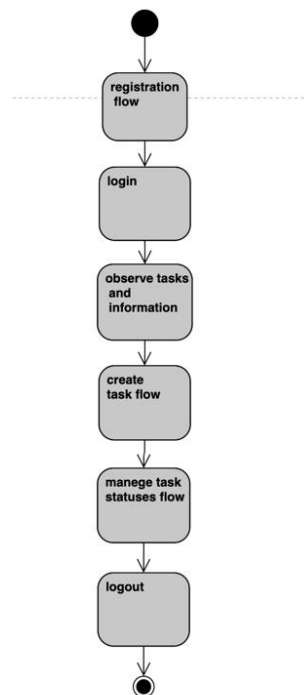 registration
flow
login
observe tasks
and
information
create
task flow
manege task
statuses flow
logout